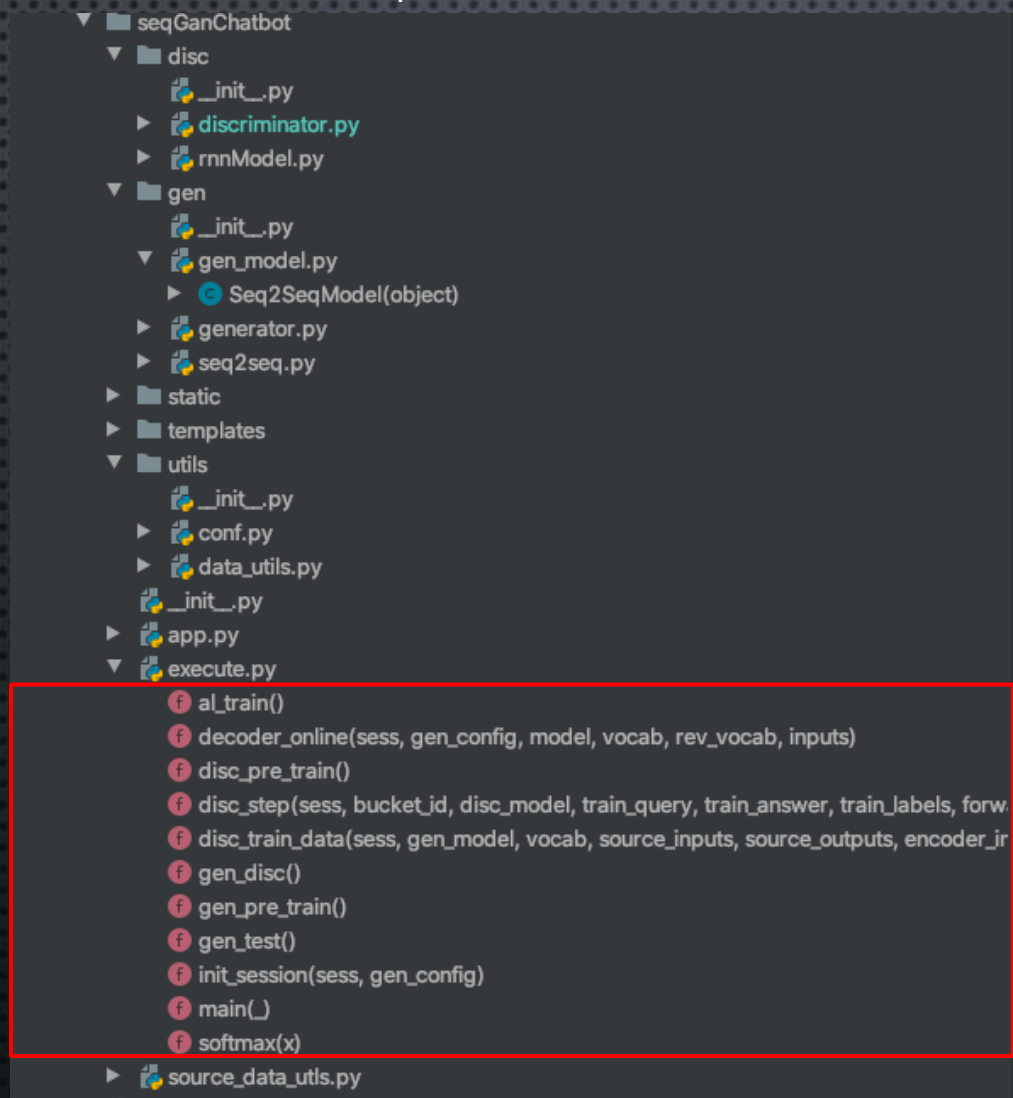 seqGanChatbot
disc
__init__.py
discriminator.py
rnnModel.py
gen
__init__.py
gen_model.py
C Seq2SeqModel(object)
generator.py
seq2seq.py
static
templates
utils
__init__.py
conf.py
data_utils.py
__init__.py
app.py
execute.py
f al_train()
f decoder_online(sess, gen_config, model, vocab, rev_vocab, inputs)
f disc_pre_train()
f disc_step(sess, bucket_id, disc_model, train_query, train_answer, train_labels, forw
f disc_train_data(sess, gen_model, vocab, source_inputs, source_outputs, encoder_ir
f gen_disc()
f gen_pre_train()
f gen_test()
f init_session(sess, gen_config)
f main(_)
f softmax(x)
source_data_utls.py